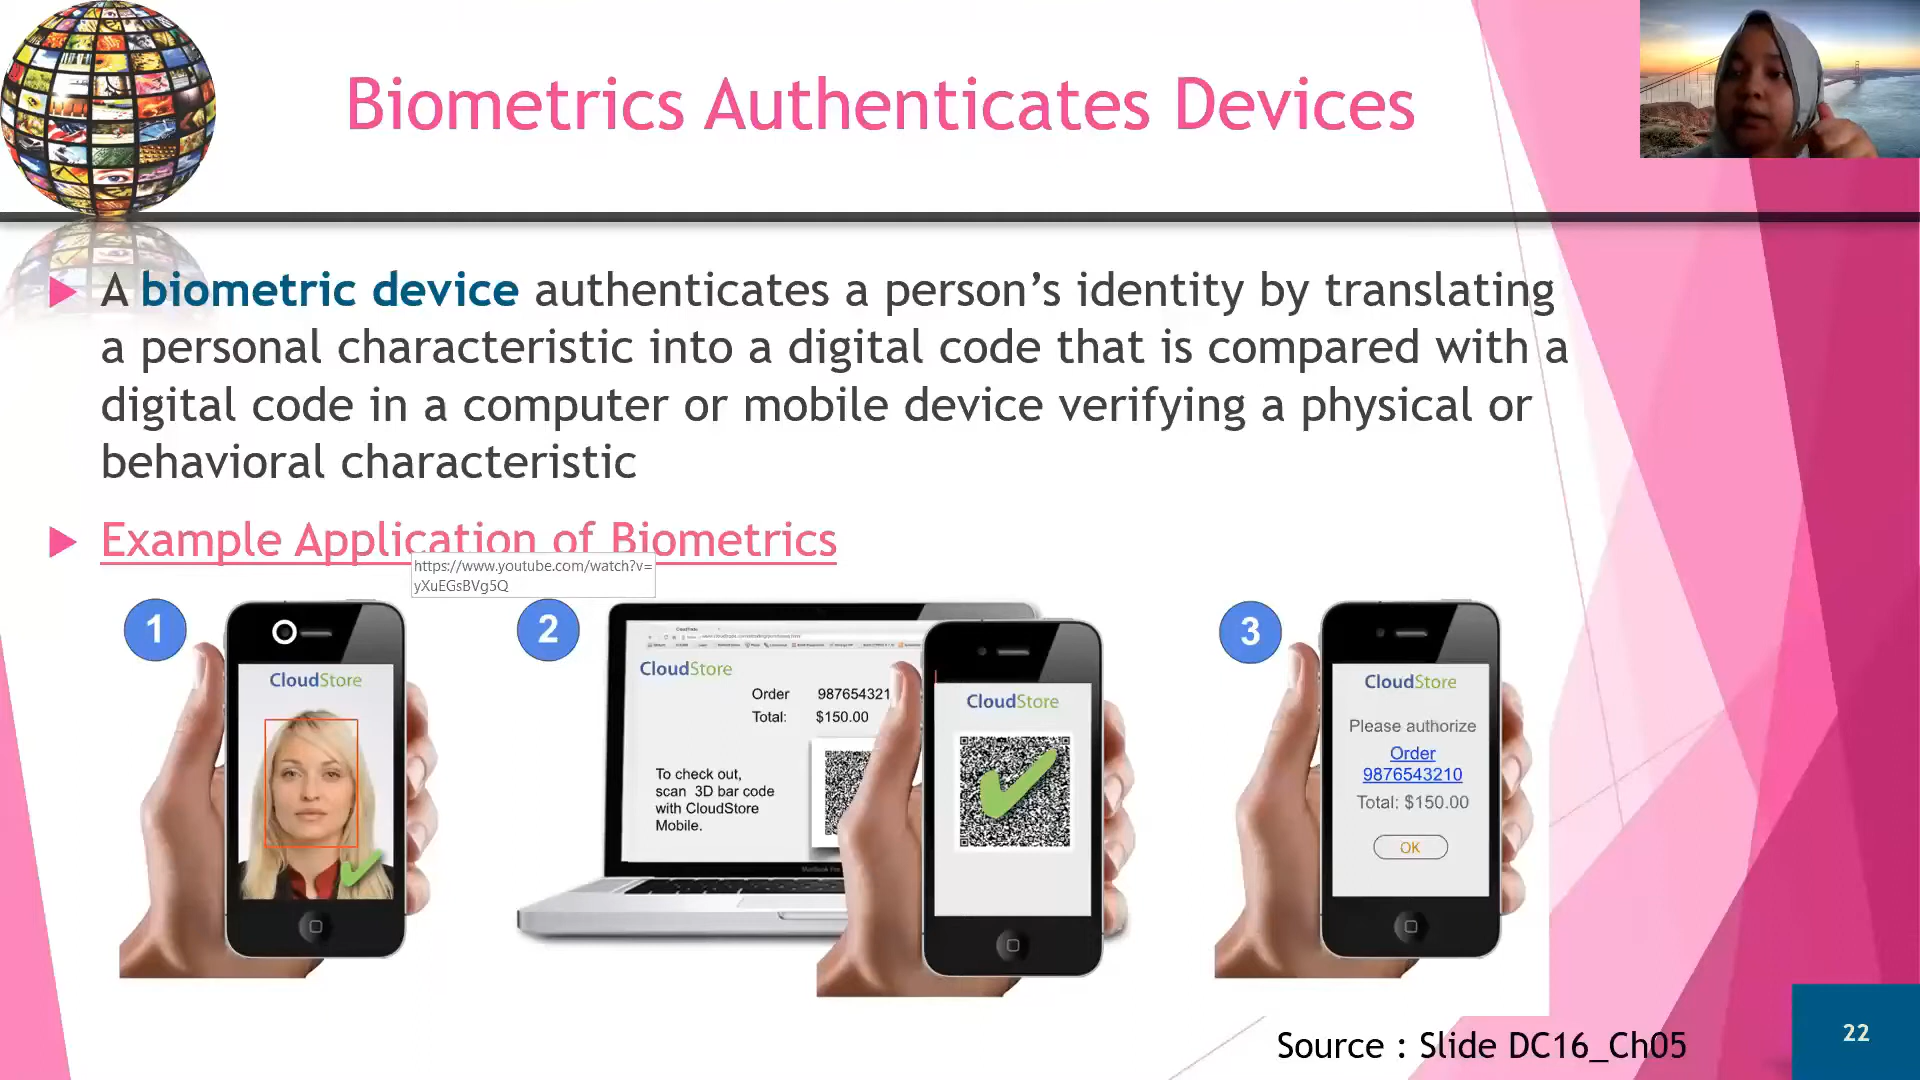 Biometrics Authenticates Devices
A biometric device authenticates a person’s identity by translating
a personal characteristic into a digital code that is compared with a
digital code in a computer or mobile device verifying a physical or
behavioral characteristic
Example Application of Biometrics
https://www.youtube.com/watch?v=
yXuEGsBVg5Q
1
CloudStore
2
CloudStore
Order 987654321
Total: $150.00
To check out,
scan 3D bar code
with CloudStore
Mobile.
CloudStore
3
CloudStore
Please authorize
Order
9876543210
Total: $150.00
OK
Source : Slide DC16_Ch05
22